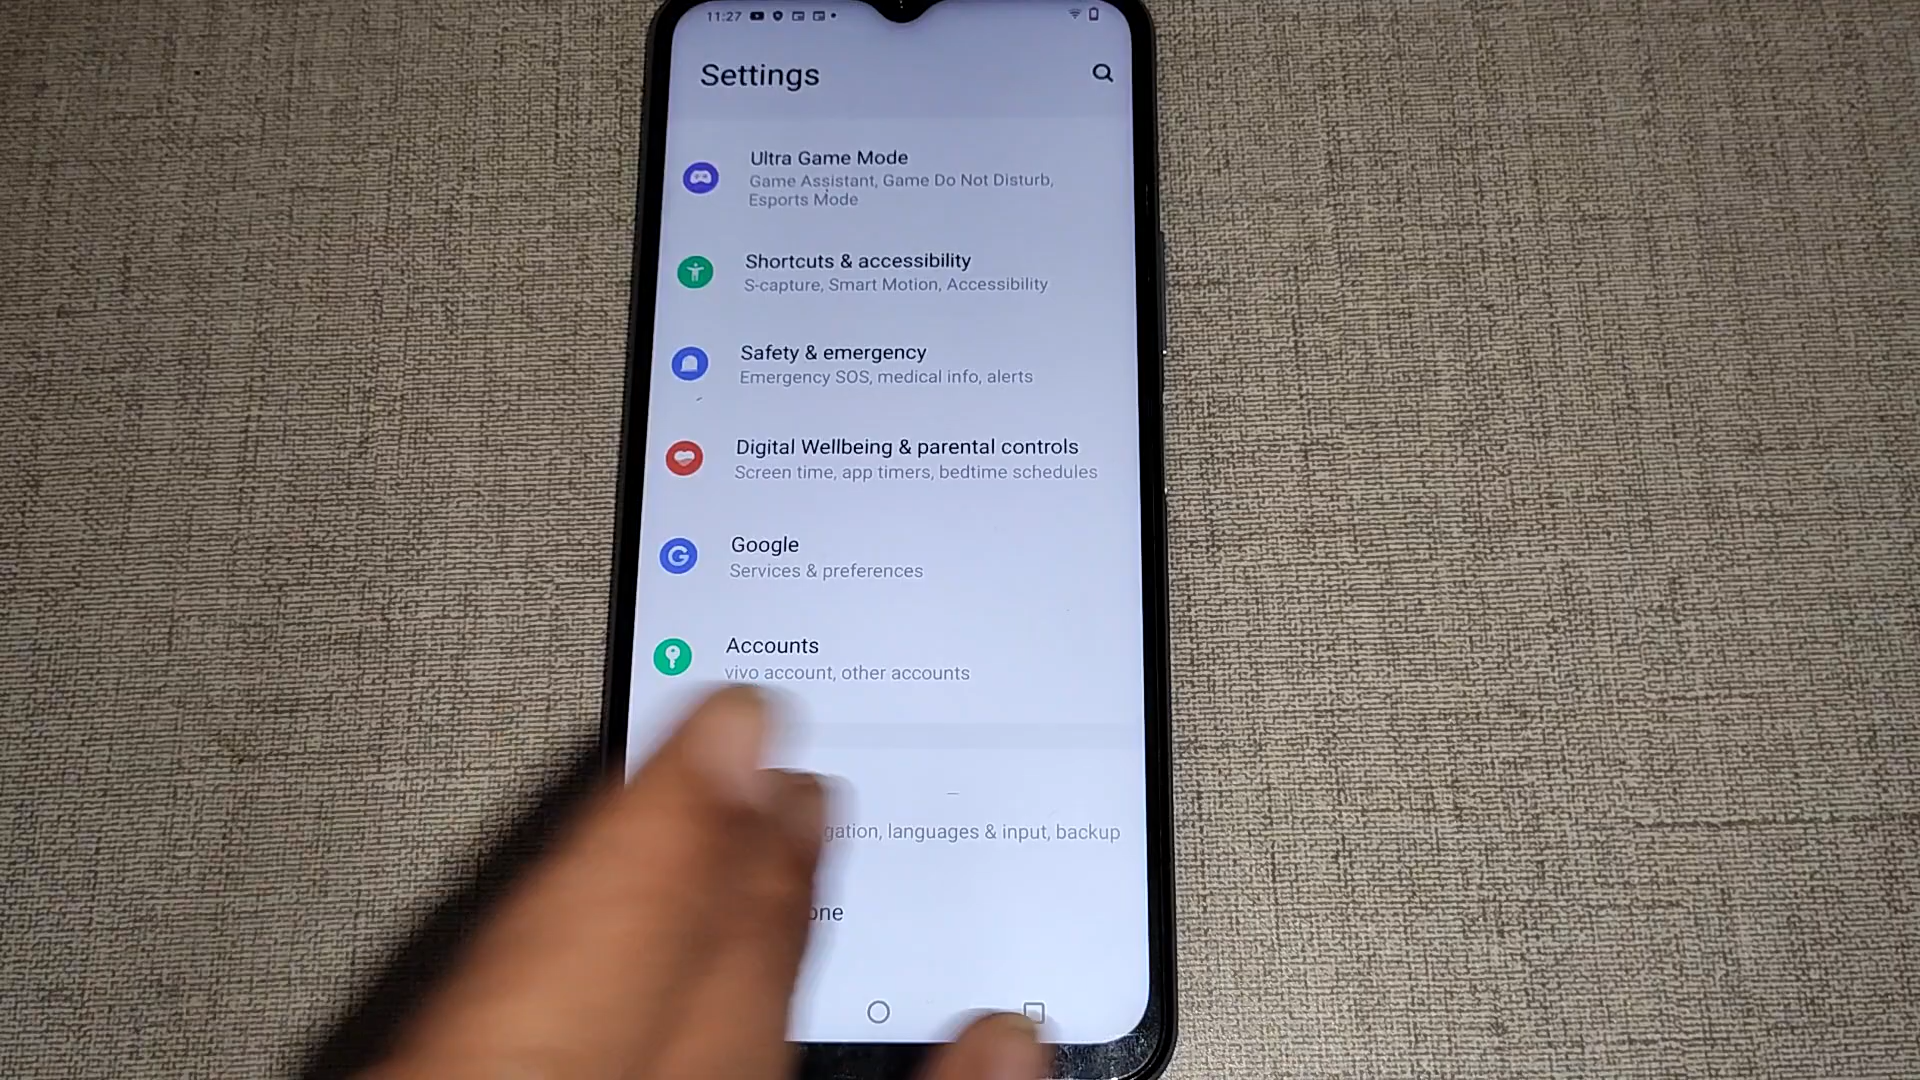 11:27
Settings
Ultra Game Mode
Game Assistant, Game Do Not Disturb,
Esports Mode
Shortcuts & accessibility
S-capture, Smart Motion, Accessibility
Safety & emergency
Emergency SOS, medical info, alerts
Digital Wellbeing & parental controls
Screen time, app timers, bedtime schedules
Google
Services & preferences
Accounts
vivo account, other accounts
languages & input, backup